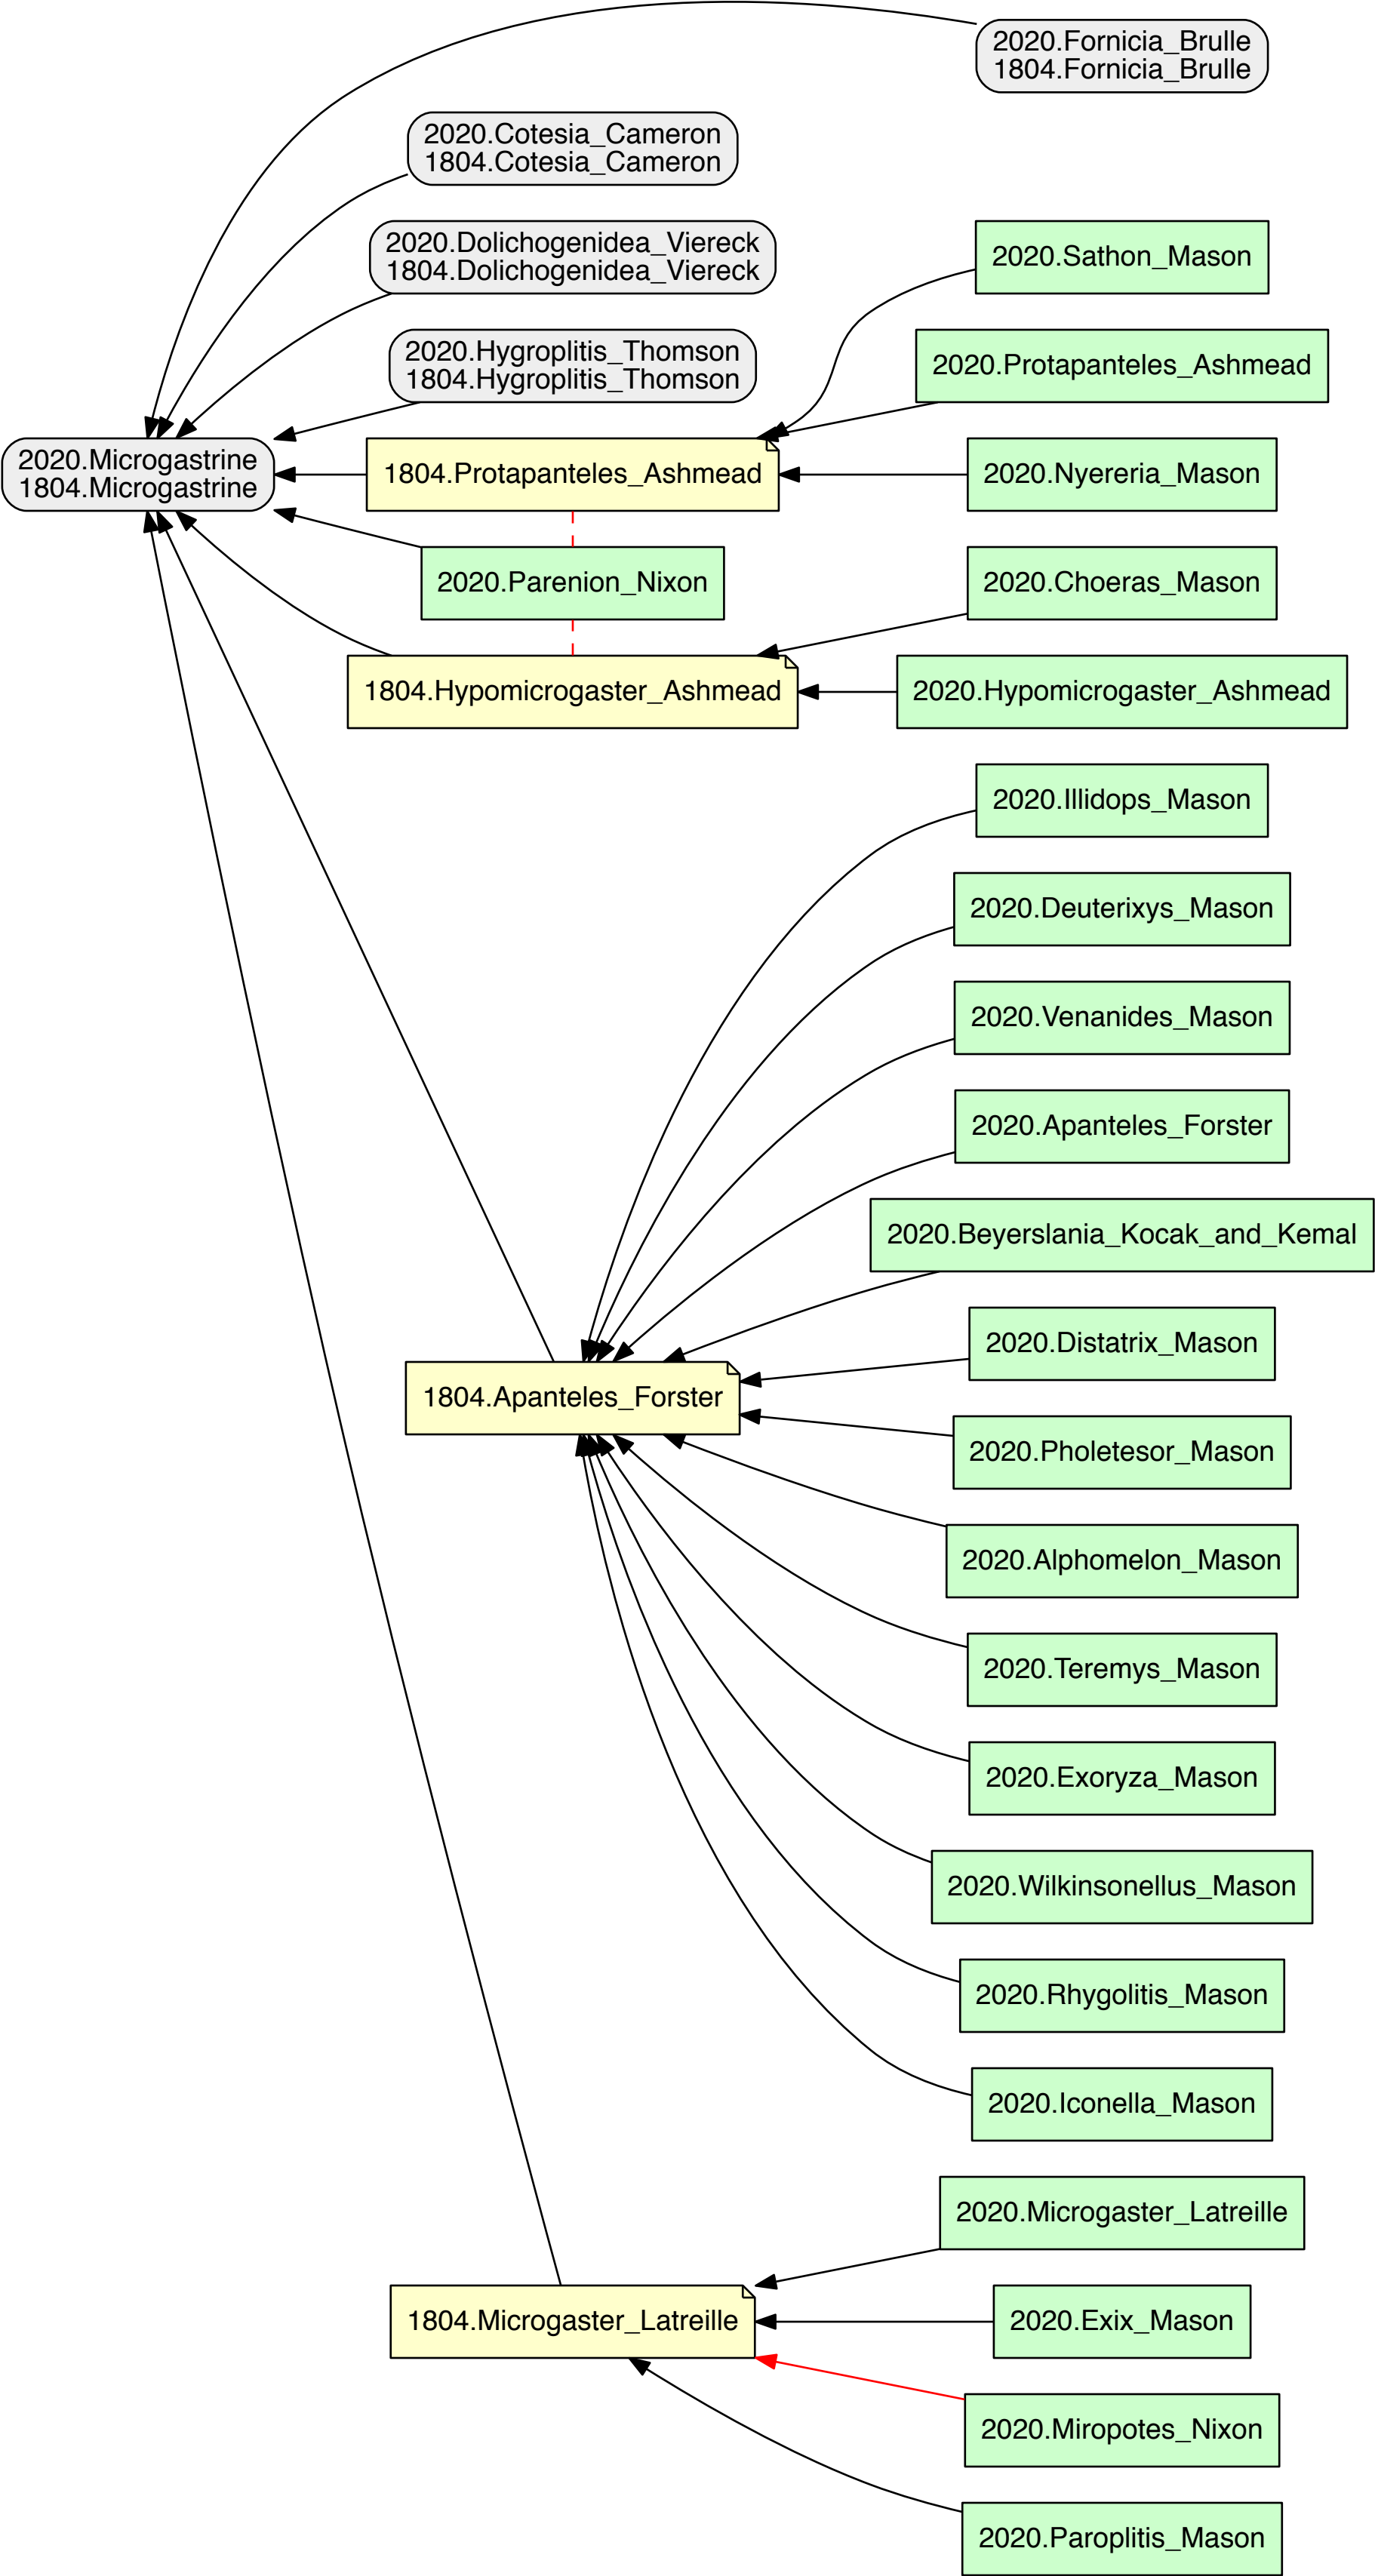 2020.Fornicia_Brulle
1804.Fornicia_Brulle
2020.Cotesia_Cameron
1804.Cotesia_Cameron
2020.Dolichogenidea_Viereck
1804.Dolichogenidea_Viereck
2020.Sathon_Mason
2020.Hygroplitis_Thomson
1804.Hygroplitis_Thomson
2020.Protapanteles_Ashmead
2020.Microgastrine
1804.Microgastrine
1804.Protapanteles_Ashmead
2020.Nyereria_Mason
2020.Parenion_Nixon
2020.Choeras_Mason
1804.Hypomicrogaster_Ashmead
2020.Hypomicrogaster_Ashmead
2020.Illidops_Mason
2020.Deuterixys_Mason
2020.Venanides_Mason
2020.Apanteles_Forster
2020.Beyerslania_Kocak_and_Kemal
2020.Distatrix_Mason
1804.Apanteles_Forster
2020.Pholetesor_Mason
2020.Alphomelon_Mason
2020.Teremys_Mason
2020.Exoryza_Mason
2020.Wilkinsonellus_Mason
2020.Rhygolitis_Mason
2020.Iconella_Mason
2020.Microgaster_Latreille
1804.Microgaster_Latreille
2020.Exix_Mason
2020.Miropotes_Nixon
2020.Paroplitis_Mason